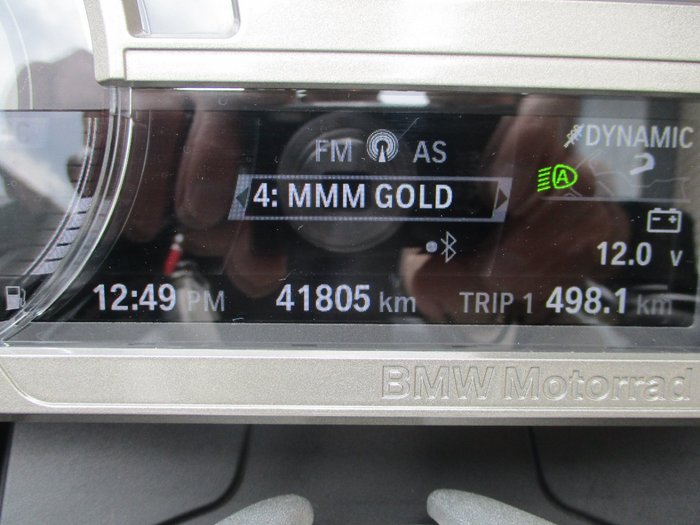 FM AS
DYNAMIC
A
4: MMM GOLD
12.0 v
12:49 PM 41805 km TRIP 1 498.1 km
BMW Motorrad